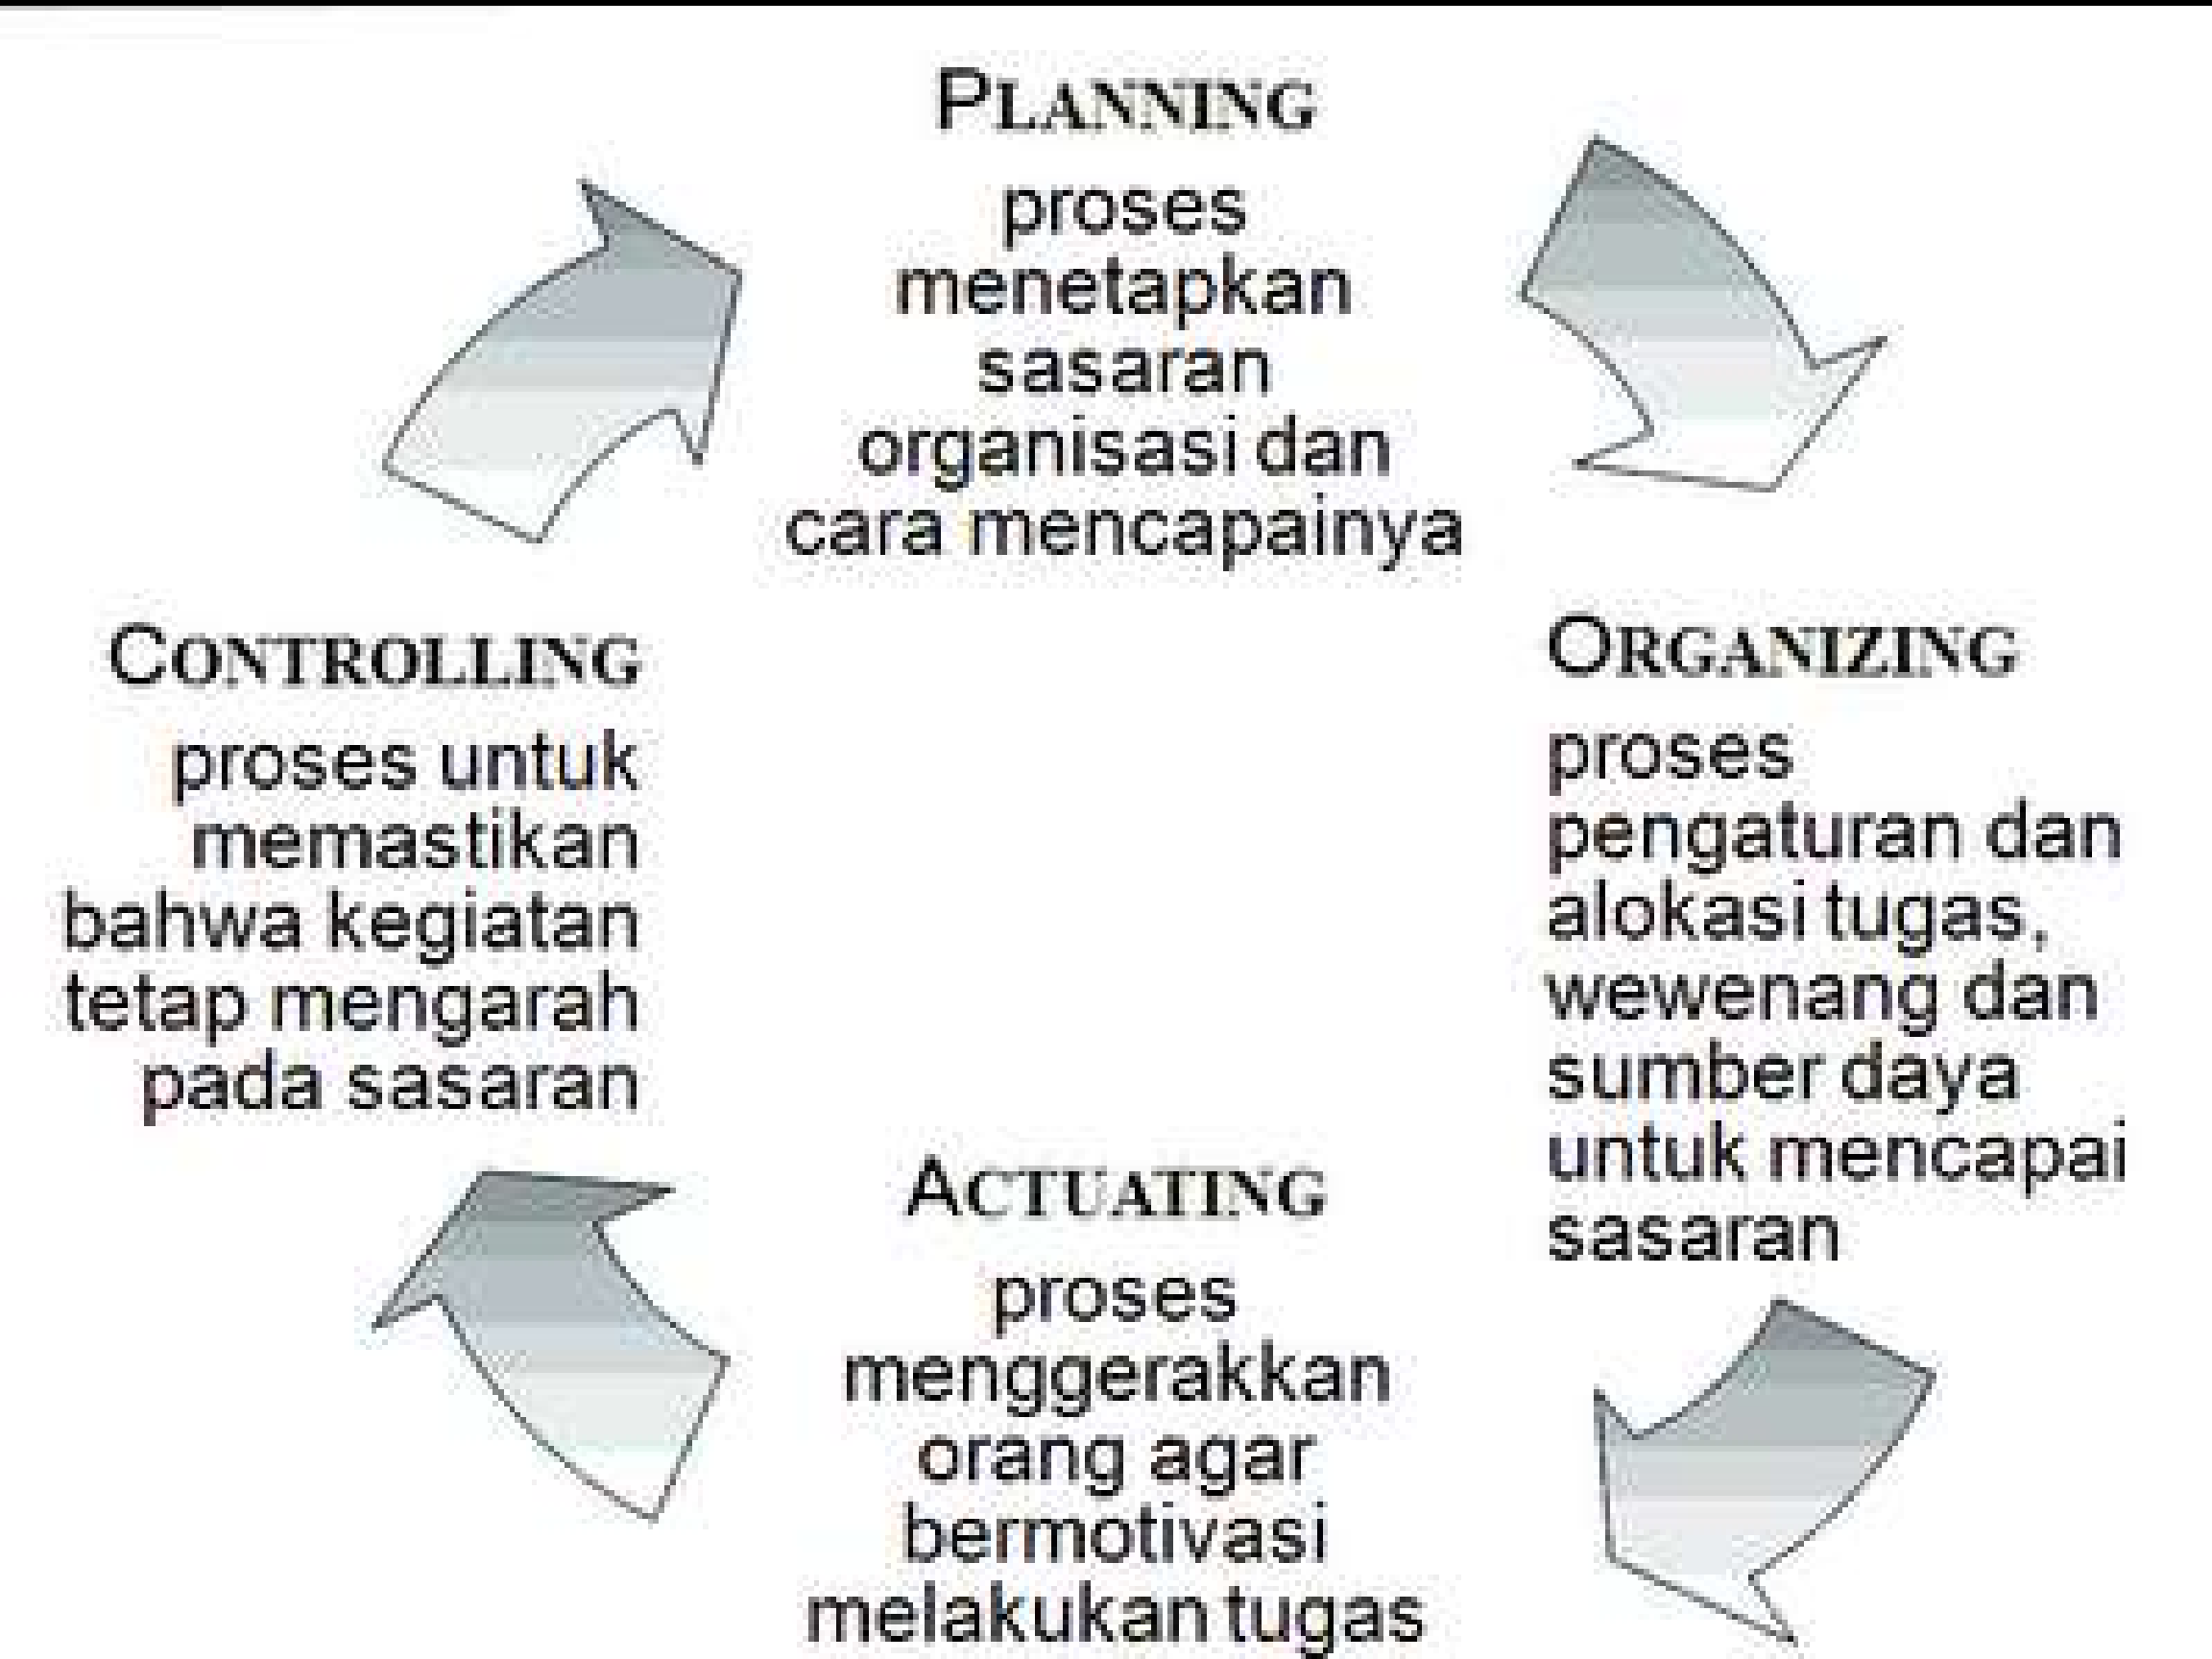 PLANNING
proses
menetapkan
sasaran
organisasi dan
cara mencapainya
ORGANIZING
proses
pengaturan dan
alokasi tugas,
wewenang dan
sumber daya
untuk mencapai
sasaran
ACTUATING
proses
menggerakkan
orang agar
bermotivasi
melakukan tugas
CONTROLLING
proses untuk
memastikan
bahwa kegiatan
tetap mengarah
pada sasaran